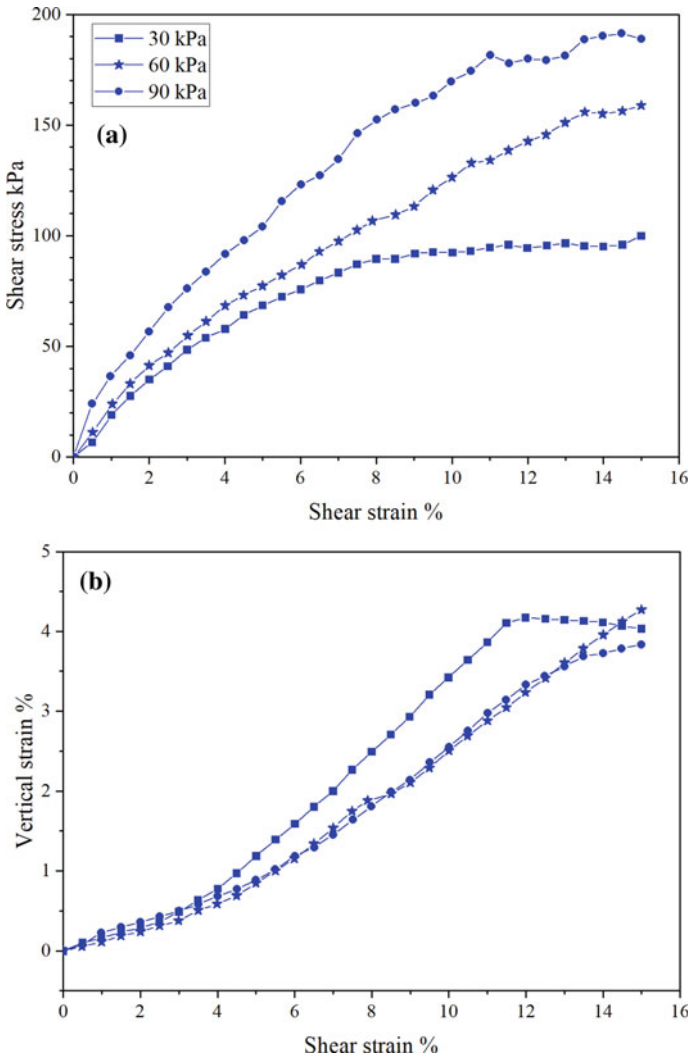 200
30 kPa
60 kPa
90 kPa
(a)
150
100
50
0
Shear stress kPa
0 2 4 6 8 10 12 14 16
Shear strain %
5
(b)
4
3
2
1
0
Vertical strain %
0 2 4 6 8 10 12 14 16
Shear strain %